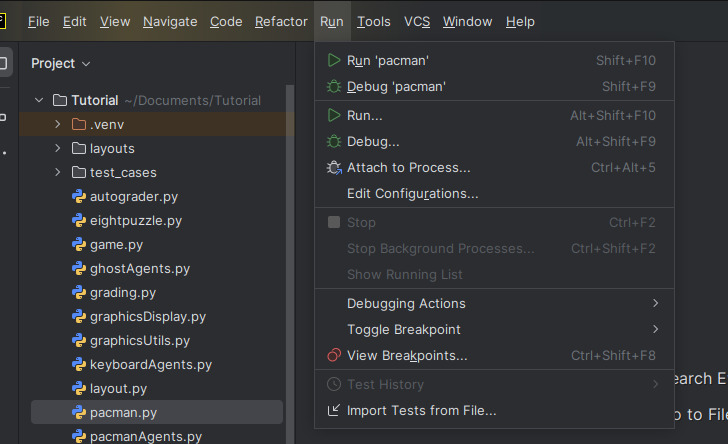 File Edit View Navigate Code Refactor Run Tools VCS Window Help
Project
Tutorial ~/Documents/Tutorial
.venv
layouts
test_cases
autograder.py
eightpuzzle.py
game.py
ghostAgents.py
grading.py
graphicsDisplay.py
graphicsUtils.py
keyboardAgents.py
layout.py
pacman.py
pacmanAgents.py
Run 'pacman' Shift+F10
Debug 'pacman' Shift+F9
Run... Alt+Shift+F10
Debug... Alt+Shift+F9
Attach to Process... Ctrl+Alt+5
Edit Configurations...
Stop Ctrl+F2
Stop Background Processes... Ctrl+Shift+F2
Show Running List
Debugging Actions
Toggle Breakpoint
View Breakpoints... Ctrl+Shift+F8
Test History
Import Tests from File...
earch E
o to File